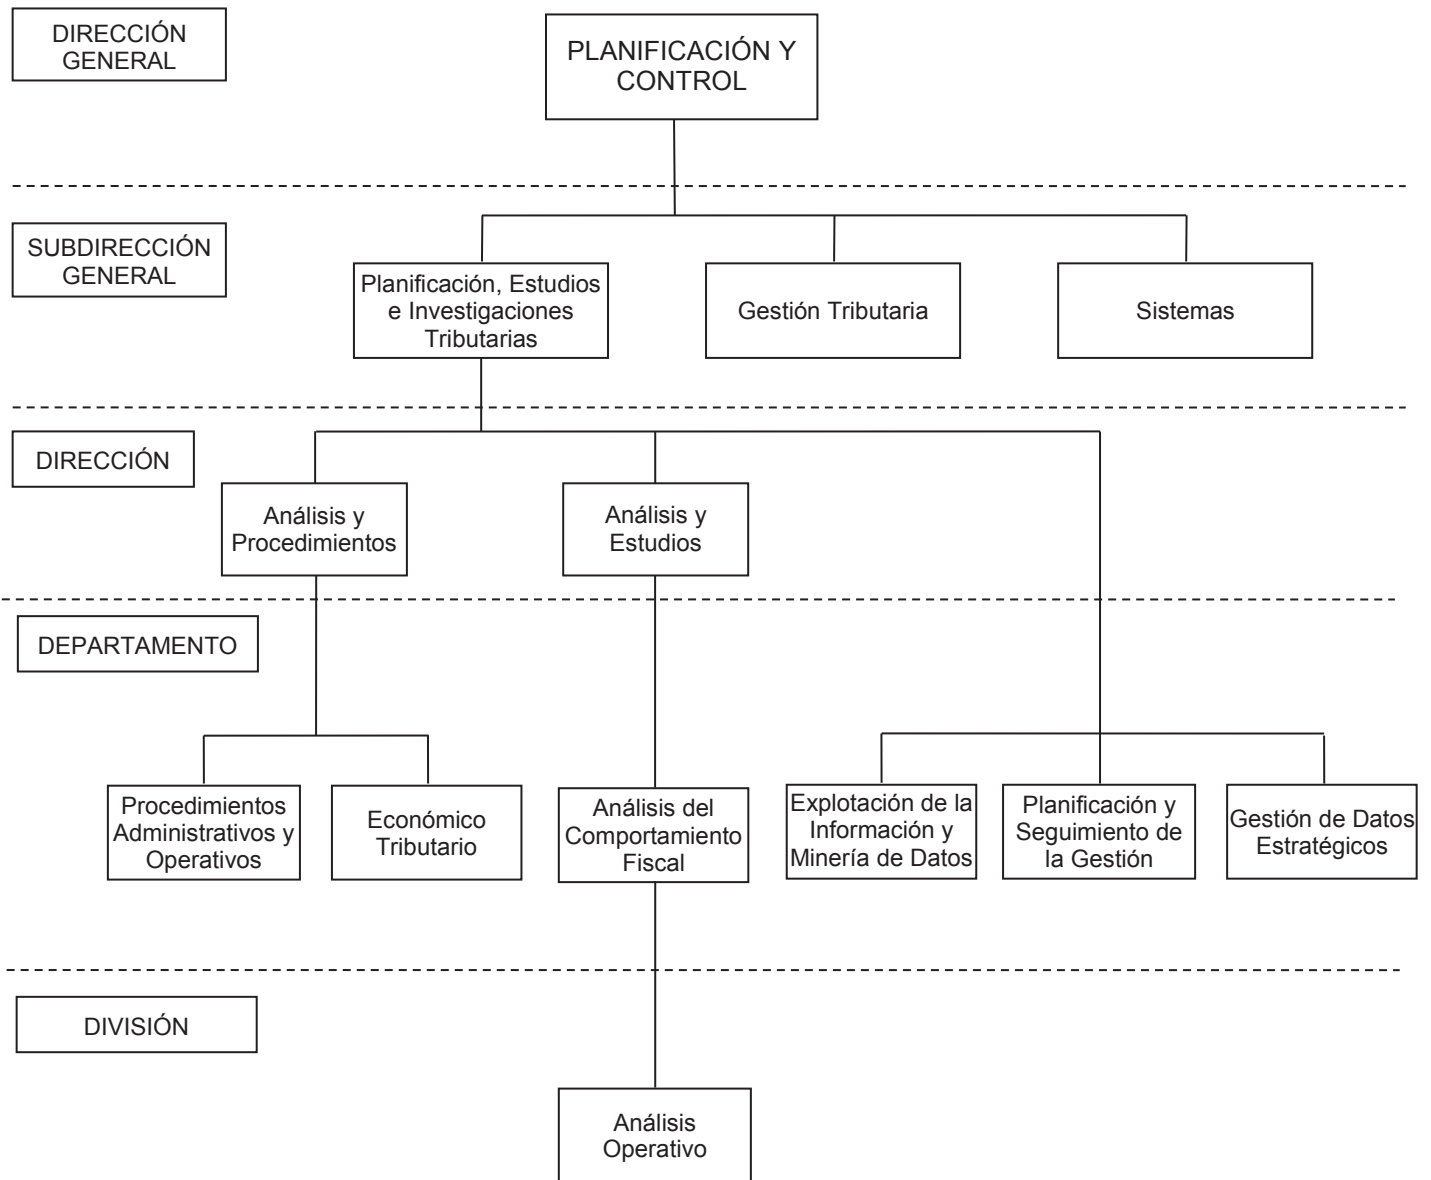 DIRECCIÓN
GENERAL
PLANIFICACIÓN Y
CONTROL
SUBDIRECCIÓN
GENERAL
Planificación, Estudios
e Investigaciones
Tributarias
Gestión Tributaria
Sistemas
DIRECCIÓN
Análisis y
Procedimientos
Análisis y
Estudios
DEPARTAMENTO
Procedimientos
Administrativos y
Operativos
Económico
Tributario
Análisis del
Comportamiento
Fiscal
Explotación de la
Información y
Minería de Datos
Planificación y
Seguimiento de
la Gestión
Gestión de Datos
Estratégicos
DIVISIÓN
Análisis
Operativo